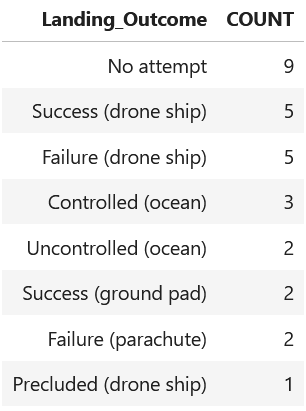 Landing_Outcome COUNT
No attempt 9
Success (drone ship) 5
Failure (drone ship) 5
Controlled (ocean) 3
Uncontrolled (ocean) 2
Success (ground pad) 2
Failure (parachute) 2
Precluded (drone ship) 1